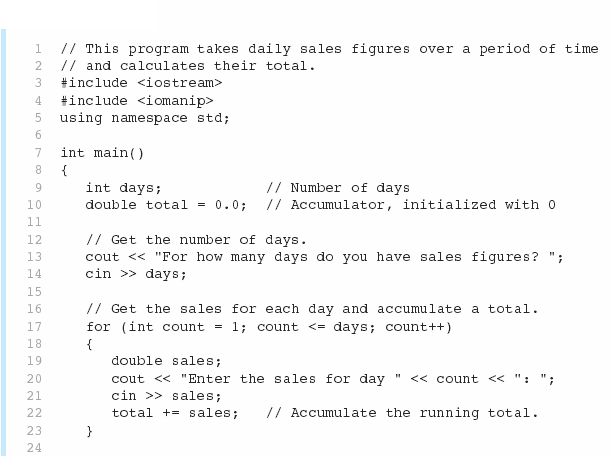 1 // This program takes daily sales figures over a period of time
2 // and calculates their total.
3 #include <iostream>
4 #include <iomanip>
5 using namespace std;
6
7 int main()
8 {
9    int days;            // Number of days
10    double total = 0.0;  // Accumulator, initialized with 0
11
12    // Get the number of days.
13    cout << "For how many days do you have sales figures? ";
14    cin >> days;
15
16    // Get the sales for each day and accumulate a total.
17    for (int count = 1; count <= days; count++)
18    {
19       double sales;
20       cout << "Enter the sales for day " << count << ": ";
21       cin >> sales;
22       total += sales;   // Accumulate the running total.
23    }
24